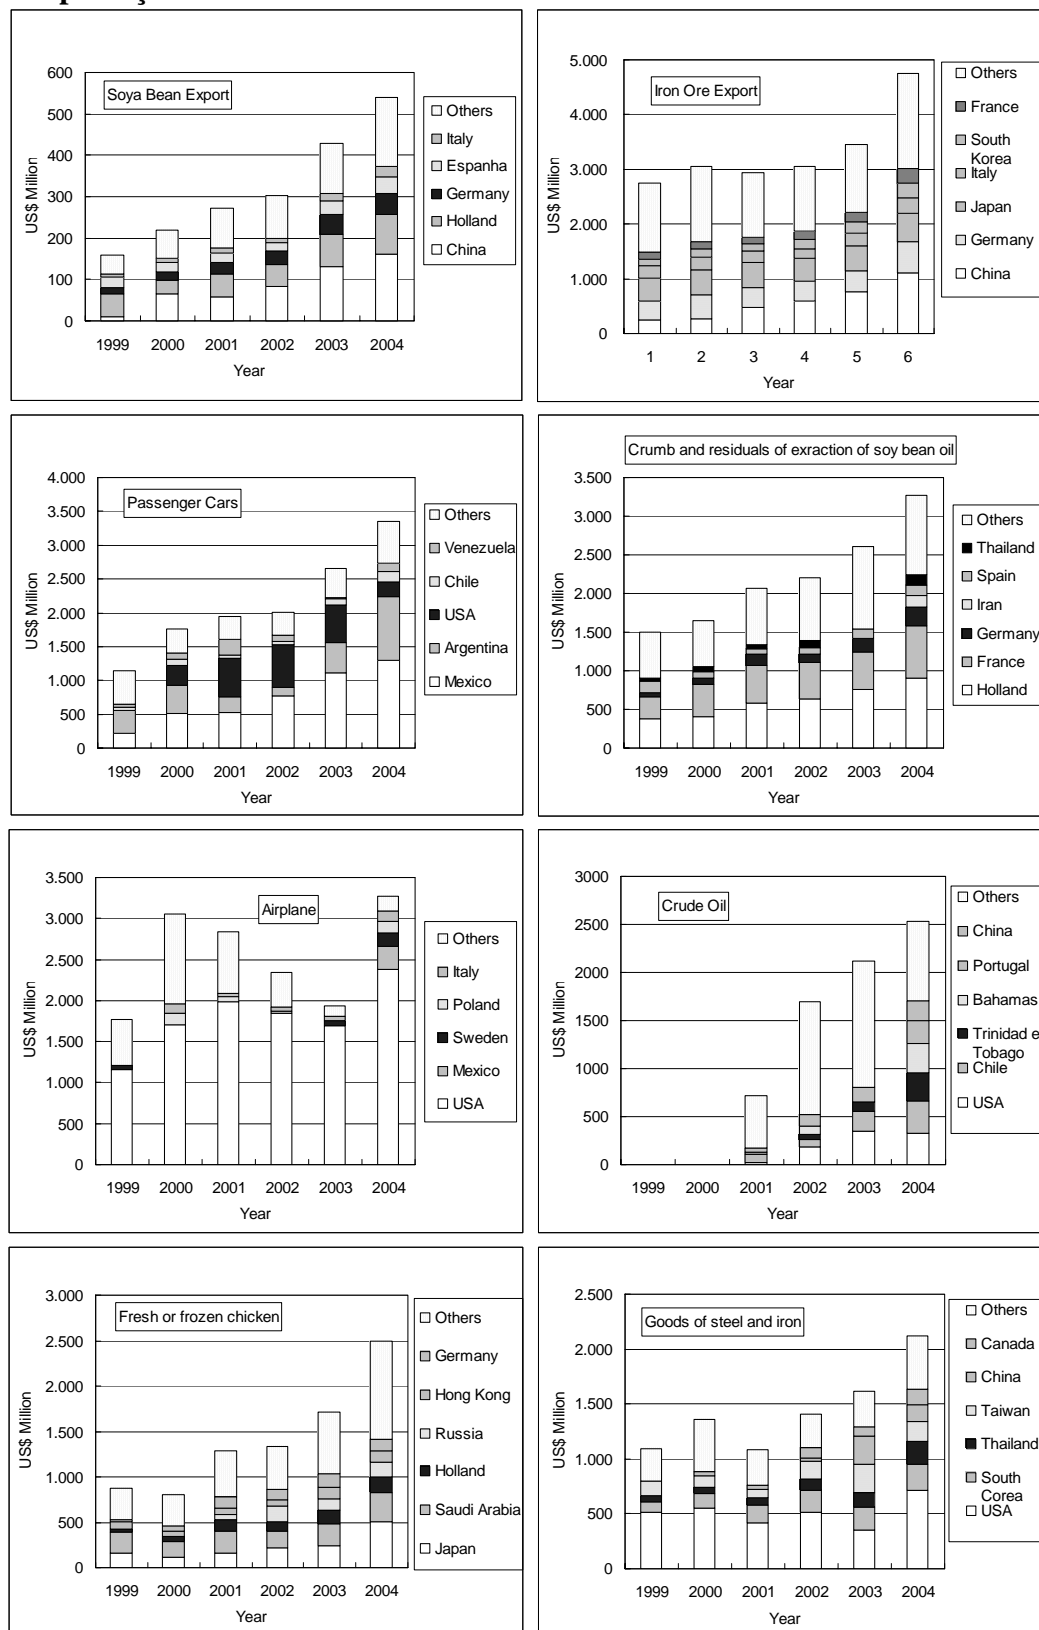 600
500
400
300
200
100
0
US$ Million
Soya Bean Export
1999 2000 2001 2002 2003 2004
Year
Others
Italy
Espanha
Germany
Holland
China
5.000
4.000
3.000
2.000
1.000
0
US$ Million
Iron Ore Export
1 2 3 4 5 6
Year
Others
France
South
Korea
Italy
Japan
Germany
China
4.000
3.500
3.000
2.500
2.000
1.500
1.000
500
0
US$ Million
Passenger Cars
1999 2000 2001 2002 2003 2004
Year
Others
Venezuela
Chile
USA
Argentina
Mexico
Crumb and residuals of exraction of soy bean oil
3.500
3.000
2.500
2.000
1.500
1.000
500
0
US$ Million
1999 2000 2001 2002 2003 2004
Year
Others
Thailand
Spain
Iran
Germany
France
Holland
3.500
3.000
2.500
2.000
1.500
1.000
500
0
US$ Million
Airplane
1999 2000 2001 2002 2003 2004
Year
Others
Italy
Poland
Sweden
Mexico
USA
3000
2500
2000
1500
1000
500
0
US$ Million
Crude Oil
1999 2000 2001 2002 2003 2004
Year
Others
China
Portugal
Bahamas
Trinidad e
Tobago
Chile
USA
3.000
2.500
2.000
1.500
1.000
500
0
US$ Million
Fresh or frozen chicken
1999 2000 2001 2002 2003 2004
Year
Others
Germany
Hong Kong
Russia
Holland
Saudi Arabia
Japan
2.500
2.000
1.500
1.000
500
0
US$ Million
Goods of steel and iron
1999 2000 2001 2002 2003 2004
Year
Others
Canada
China
Taiwan
Thailand
South
Corea
USA